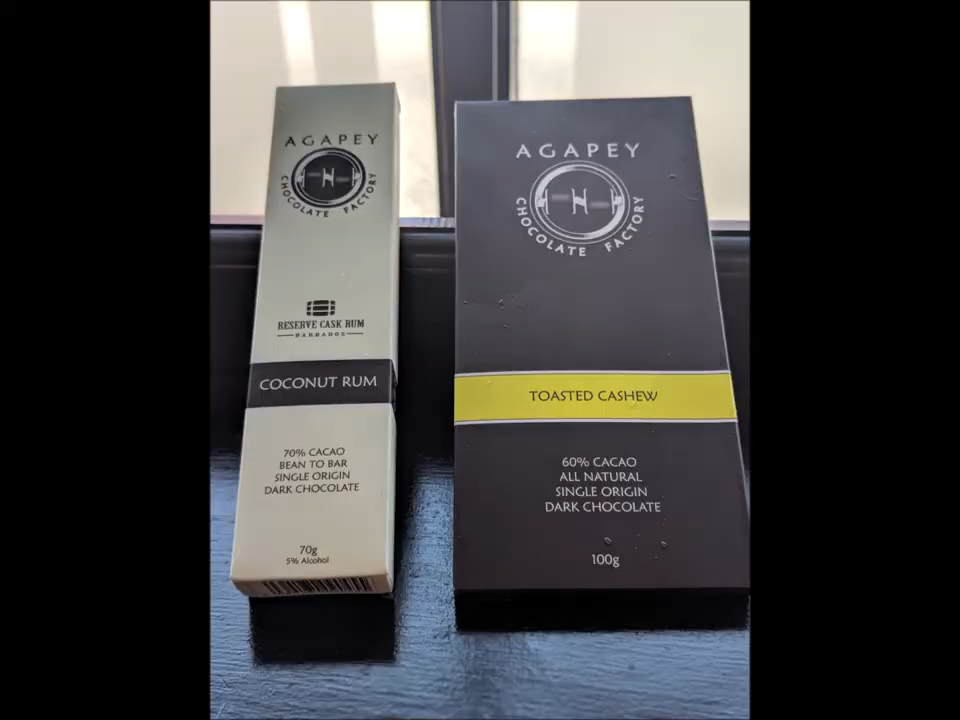 AGAPEY
CHOCOLATE FACTORY
RESERVE CASK RUM
BARBADOS
COCONUT RUM
70% CACAO
BEAN TO BAR
SINGLE ORIGIN
DARK CHOCOLATE
70g
5% Alcohol
AGAPEY
CHOCOLATE FACTORY
TOASTED CASHEW
60% CACAO
ALL NATURAL
SINGLE ORIGIN
DARK CHOCOLATE
100g